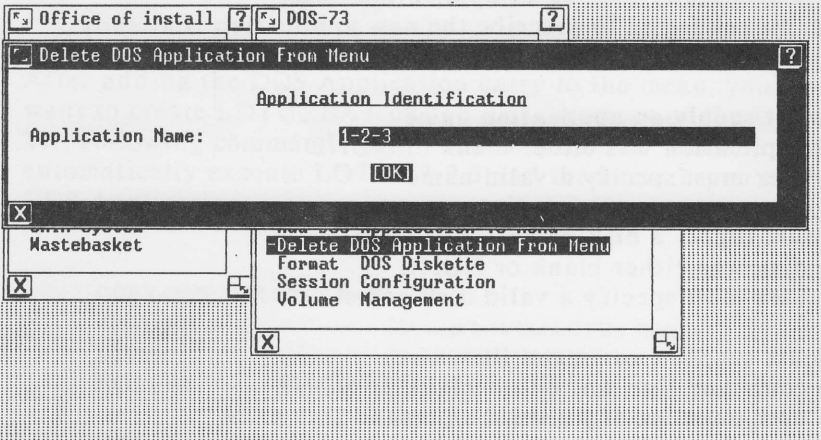 Office of install ?
DOS-73 ?
Delete DOS Application From Menu ?
Application Identification
Application Name: 1-2-3
[OK]
X
Wastebasket
-Delete DOS Application From Menu
Format DOS Diskette
Session Configuration
Volume Management
X
X